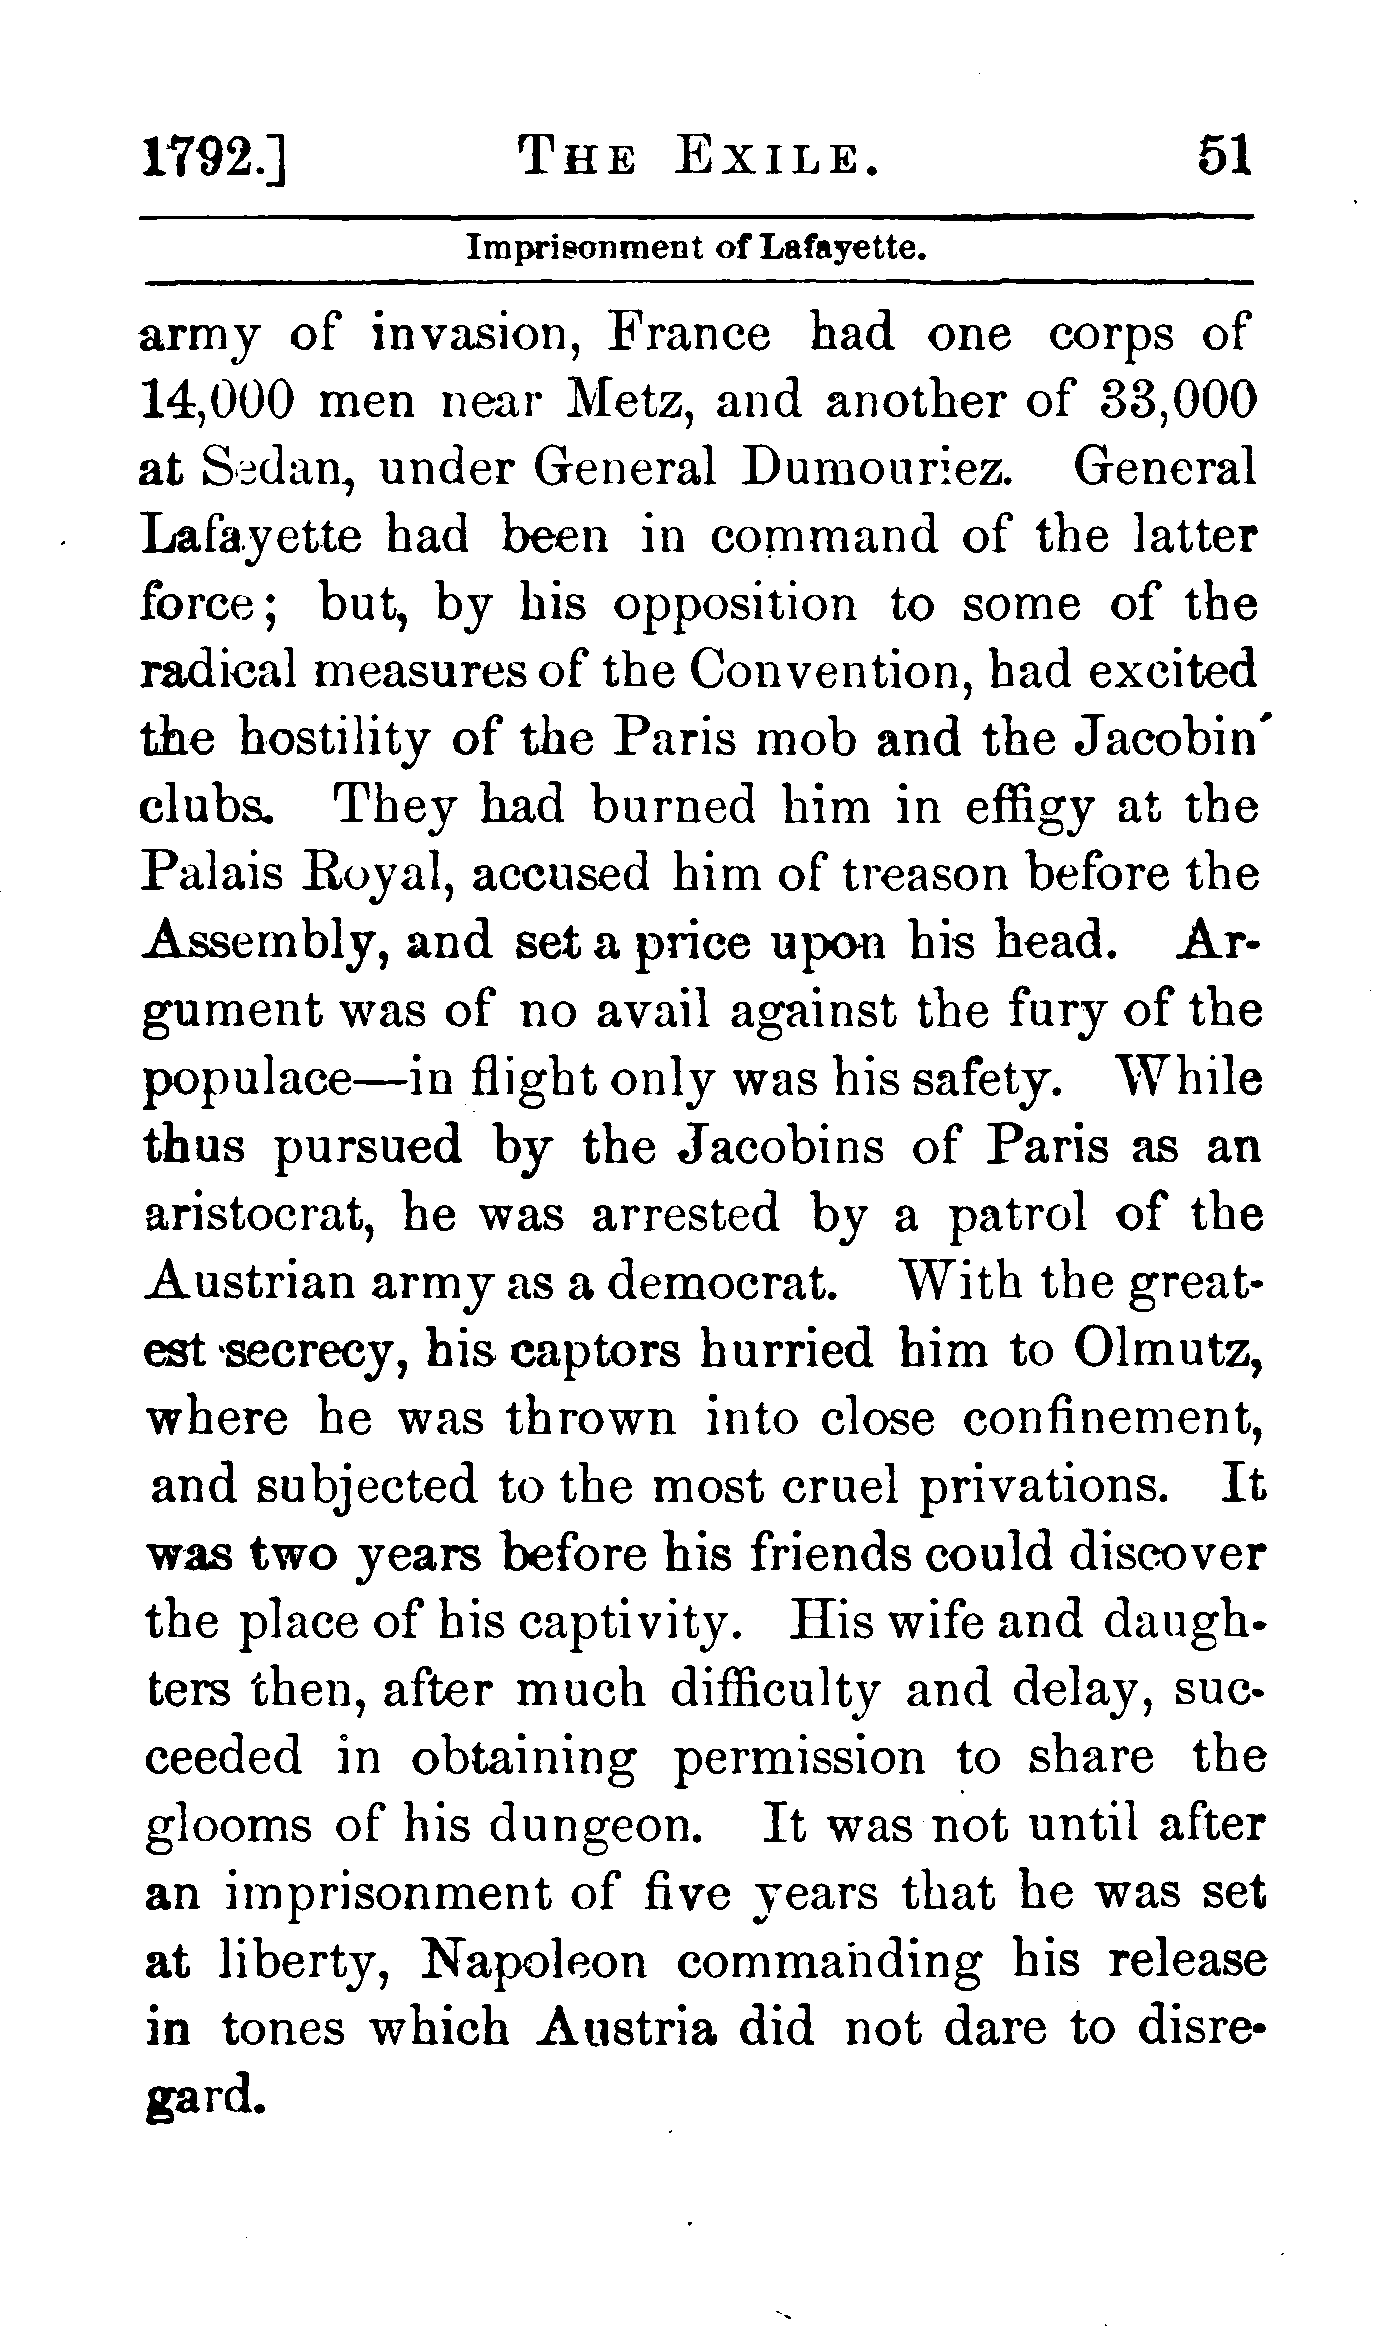 1792.] THE EXILE. 51
Imprisonment of Lafayette.
army of invasion, France had one corps of
14,000 men near Metz, and another of 33,000
at Sedan, under General Dumouriez. General
Lafayette had been in command of the latter
force; but, by his opposition to some of the
radical measures of the Convention, had excited
the hostility of the Paris mob and the Jacobin
clubs. They had burned him in effigy at the
Palais Royal, accused him of treason before the
Assembly, and set a price upon his head. Ar-
gument was of no avail against the fury of the
populace—in flight only was his safety. While
thus pursued by the Jacobins of Paris as an
aristocrat, he was arrested by a patrol of the
Austrian army as a democrat. With the great-
est secrecy, his captors hurried him to Olmutz,
where he was thrown into close confinement,
and subjected to the most cruel privations. It
was two years before his friends could discover
the place of his captivity. His wife and daugh-
ters then, after much difficulty and delay, suc-
ceeded in obtaining permission to share the
glooms of his dungeon. It was not until after
an imprisonment of five years that he was set
at liberty, Napoleon commanding his release
in tones which Austria did not dare to disre-
gard.